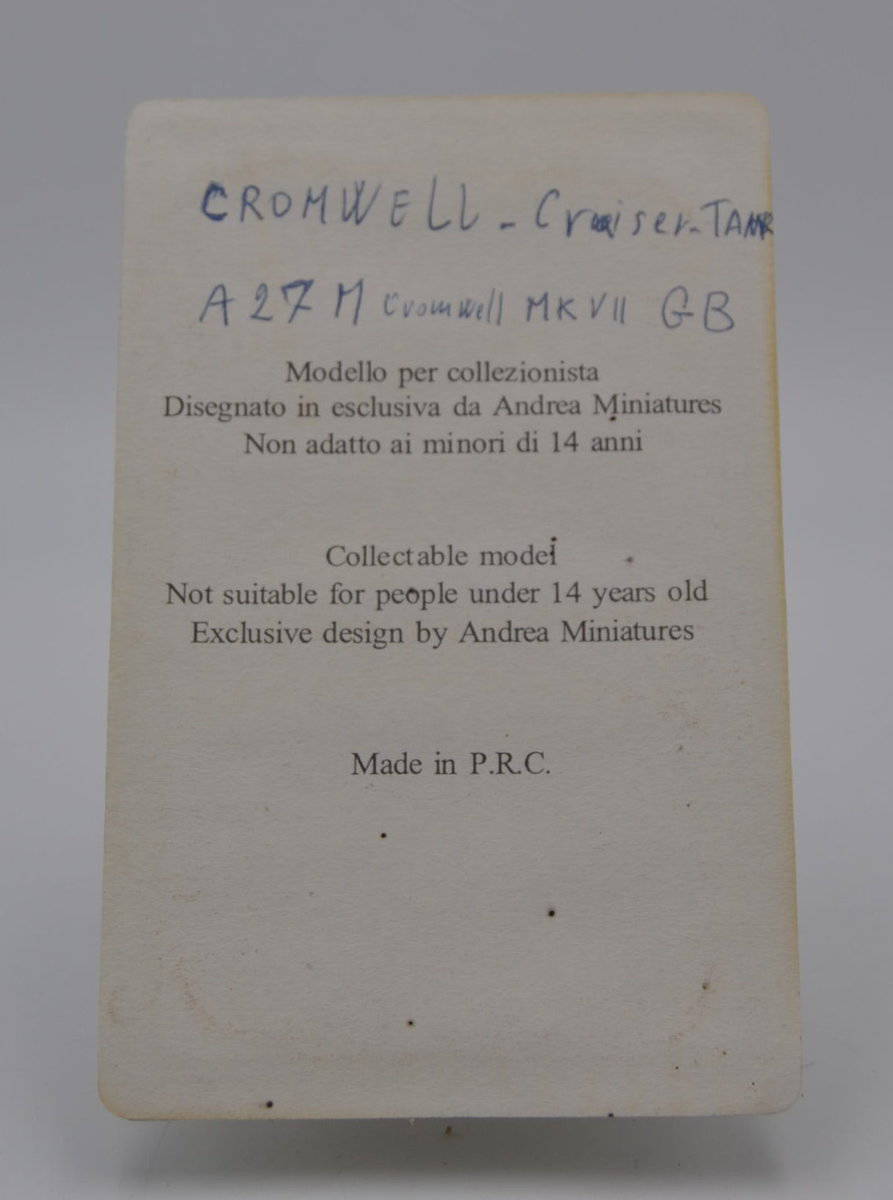 CROMWELL - Cruiser - TANK
A27M Cromwell MK VII GB
Modello per collezionista
Disegnato in esclusiva da Andrea Miniatures
Non adatto ai minori di 14 anni
Collectable model
Not suitable for people under 14 years old
Exclusive design by Andrea Miniatures
Made in P.R.C.